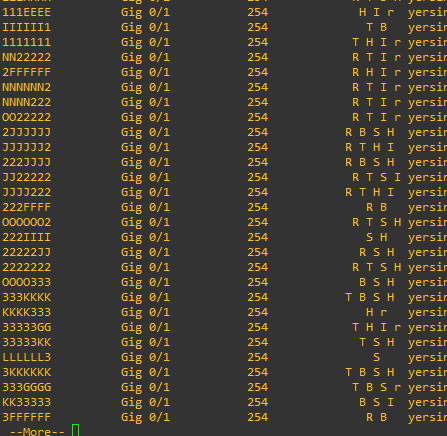 111EEEE Gig 0/1 254 H I r yersin
IIIIII1 Gig 0/1 254 T B yersin
1111111 Gig 0/1 254 T H I r yersin
NN22222 Gig 0/1 254 R T I r yersin
2FFFFFF Gig 0/1 254 R H I r yersin
NNNNNN2 Gig 0/1 254 R T I r yersin
NNNN222 Gig 0/1 254 R T I r yersin
OO22222 Gig 0/1 254 R T I r yersin
2JJJJJJ Gig 0/1 254 R B S H yersin
JJJJJJ2 Gig 0/1 254 R T H I yersin
222JJJJ Gig 0/1 254 R B S H yersin
JJ22222 Gig 0/1 254 R T S I yersin
JJJJ222 Gig 0/1 254 R T H I yersin
222FFFF Gig 0/1 254 R B yersin
OOOOOO2 Gig 0/1 254 R T S H yersin
222IIII Gig 0/1 254 S H yersin
22222JJ Gig 0/1 254 R S H yersin
2222222 Gig 0/1 254 R T S H yersin
OOOO333 Gig 0/1 254 B S H yersin
333KKKK Gig 0/1 254 T B S H yersin
KKKK333 Gig 0/1 254 H r yersin
33333GG Gig 0/1 254 T H I r yersin
33333KK Gig 0/1 254 T S H yersin
LLLLLL3 Gig 0/1 254 S yersin
3KKKKKK Gig 0/1 254 T B S H yersin
333GGGG Gig 0/1 254 T B S r yersin
KK33333 Gig 0/1 254 B S I yersin
3FFFFFF Gig 0/1 254 R B yersin
--More--